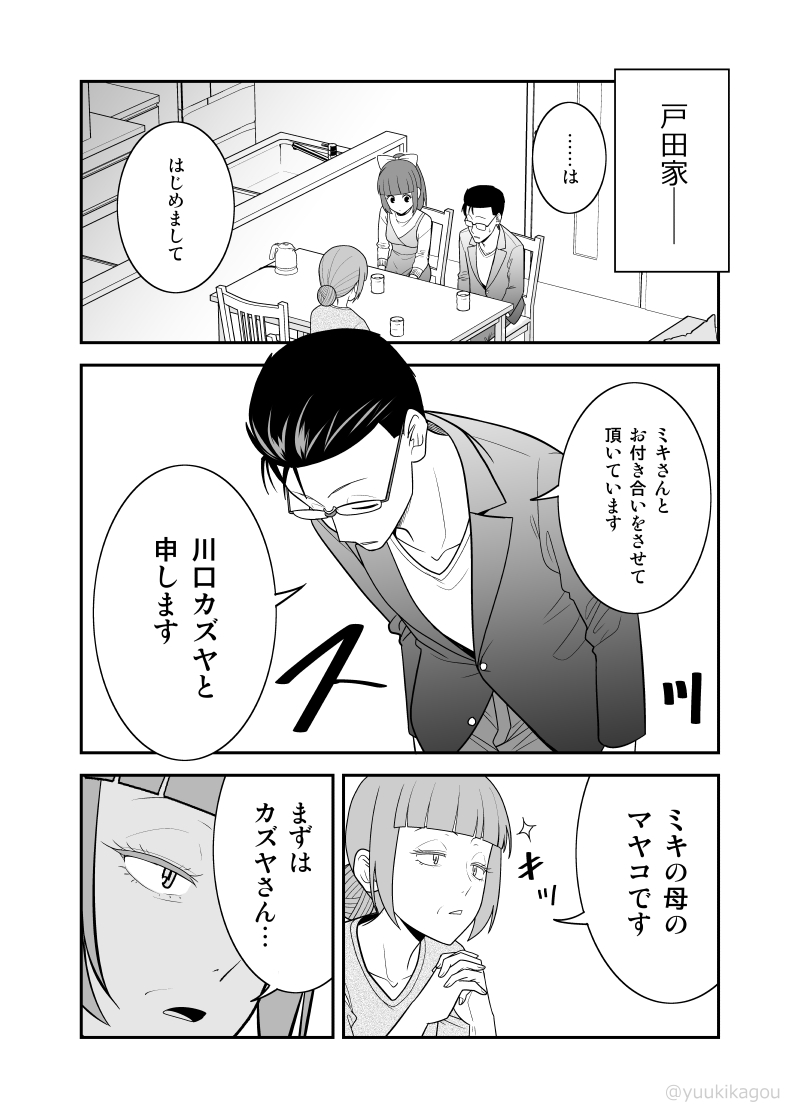 戸田家――
……は
はじめまして
ミキさんと
お付き合いをさせて
頂いています
川口カズヤと
申します
スッ
ミキの母の
マヤコです
キッ
まずは
カズヤさん…
@yuukikagou